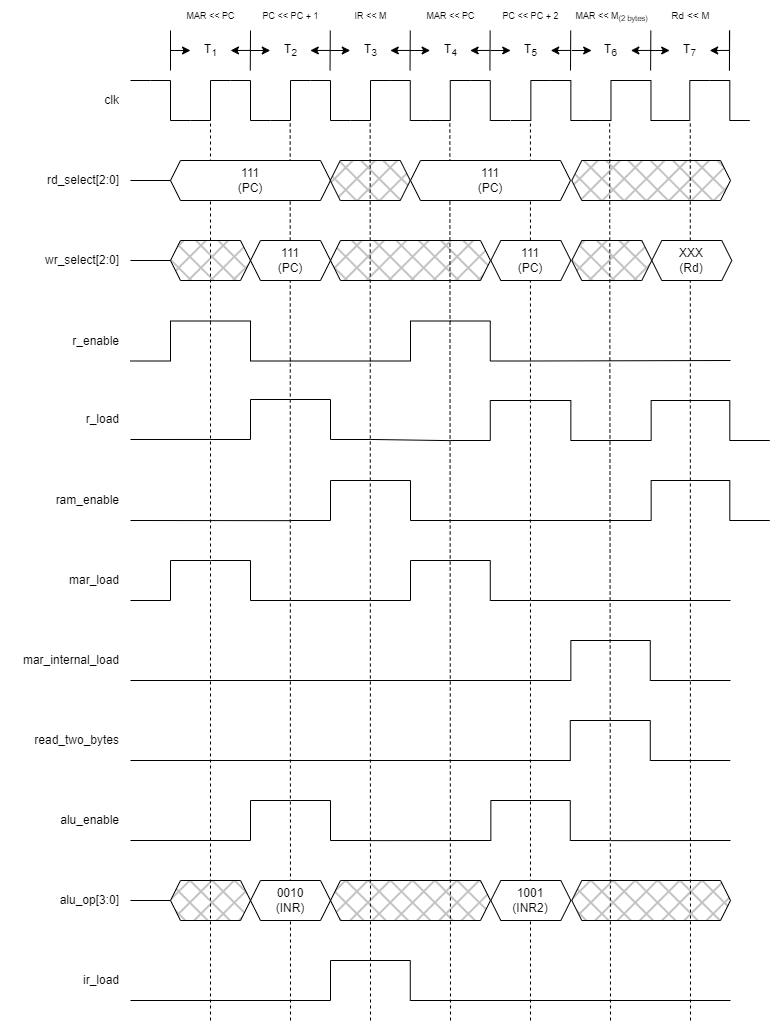 MAR << PC PC << PC + 1 IR << M MAR << PC PC << PC + 2 MAR << M(2 bytes) Rd << M
T1 T2 T3 T4 T5 T6 T7
clk
rd_select[2:0] 111 111
(PC) (PC)
wr_select[2:0] 111 111 XXX
(PC) (PC) (Rd)
r_enable
r_load
ram_enable
mar_load
mar_internal_load
read_two_bytes
alu_enable
alu_op[3:0] 0010 1001
(INR) (INR2)
ir_load